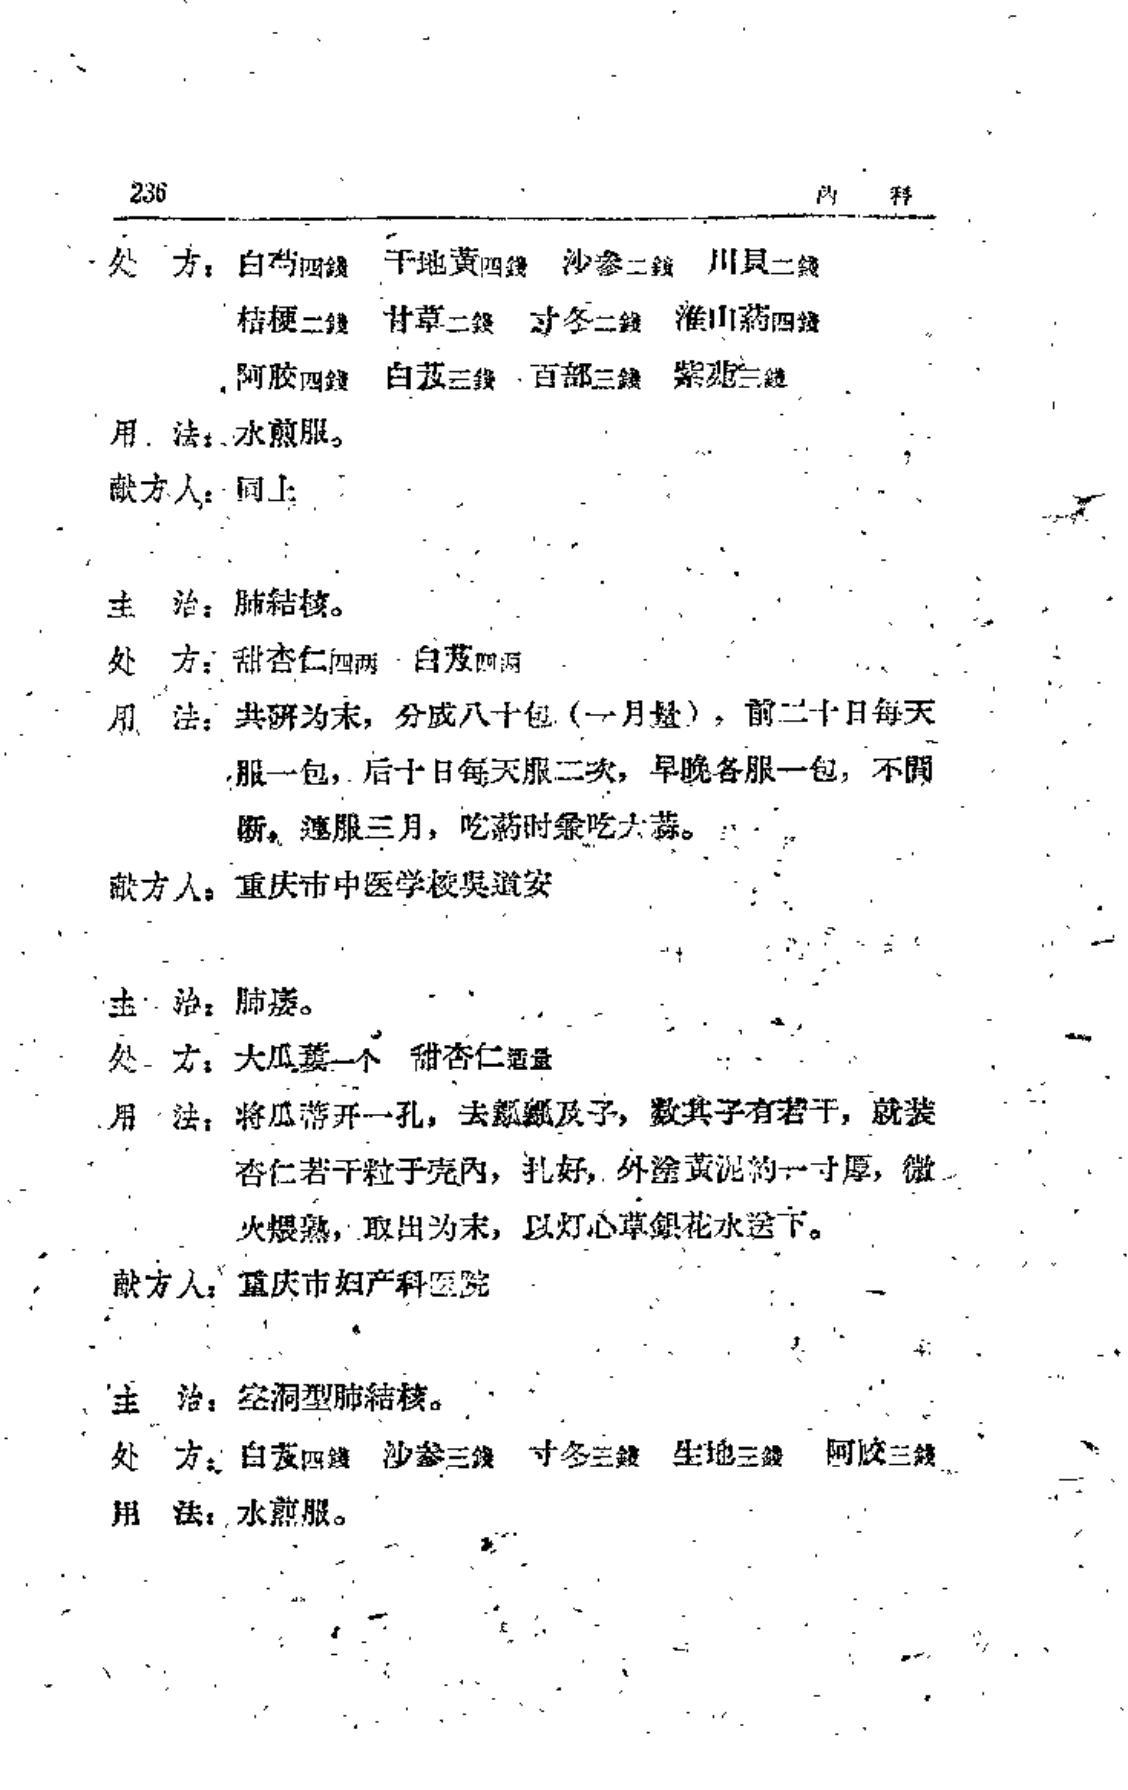 236 内 科
处 方：白芍四錢 干地黃四錢 沙參二錢 川貝二錢
桔梗二錢 甘草二錢 寸冬二錢 淮山葯四錢
阿胶四錢 白芨三錢 百部三錢 紫苑三錢
用 法：水煎服。
献方人：同上
主 治：肺結核。
处 方：甜杏仁四两 白芨四两
用 法：共研为末，分成八十包（一月量），前二十日每天
服一包，后十日每天服二次，早晚各服一包，不間
断。連服三月，吃葯时象吃大蒜。
献方人：重庆市中医学校吳道安
主 治：肺痿。
处 方：大瓜蔞一个 甜杏仁适量
用 法：将瓜蒂开一孔，去瓤及子，数其子有若干，就装
杏仁若干粒于壳內，扎好，外塗黃泥約一寸厚，微
火煨熟，取出为末，以灯心草銀花水送下。
献方人：重庆市妇产科医院
主 治：空洞型肺結核。
处 方：白芨四錢 沙參三錢 寸冬三錢 生地三錢 阿胶三錢
用 法：水煎服。